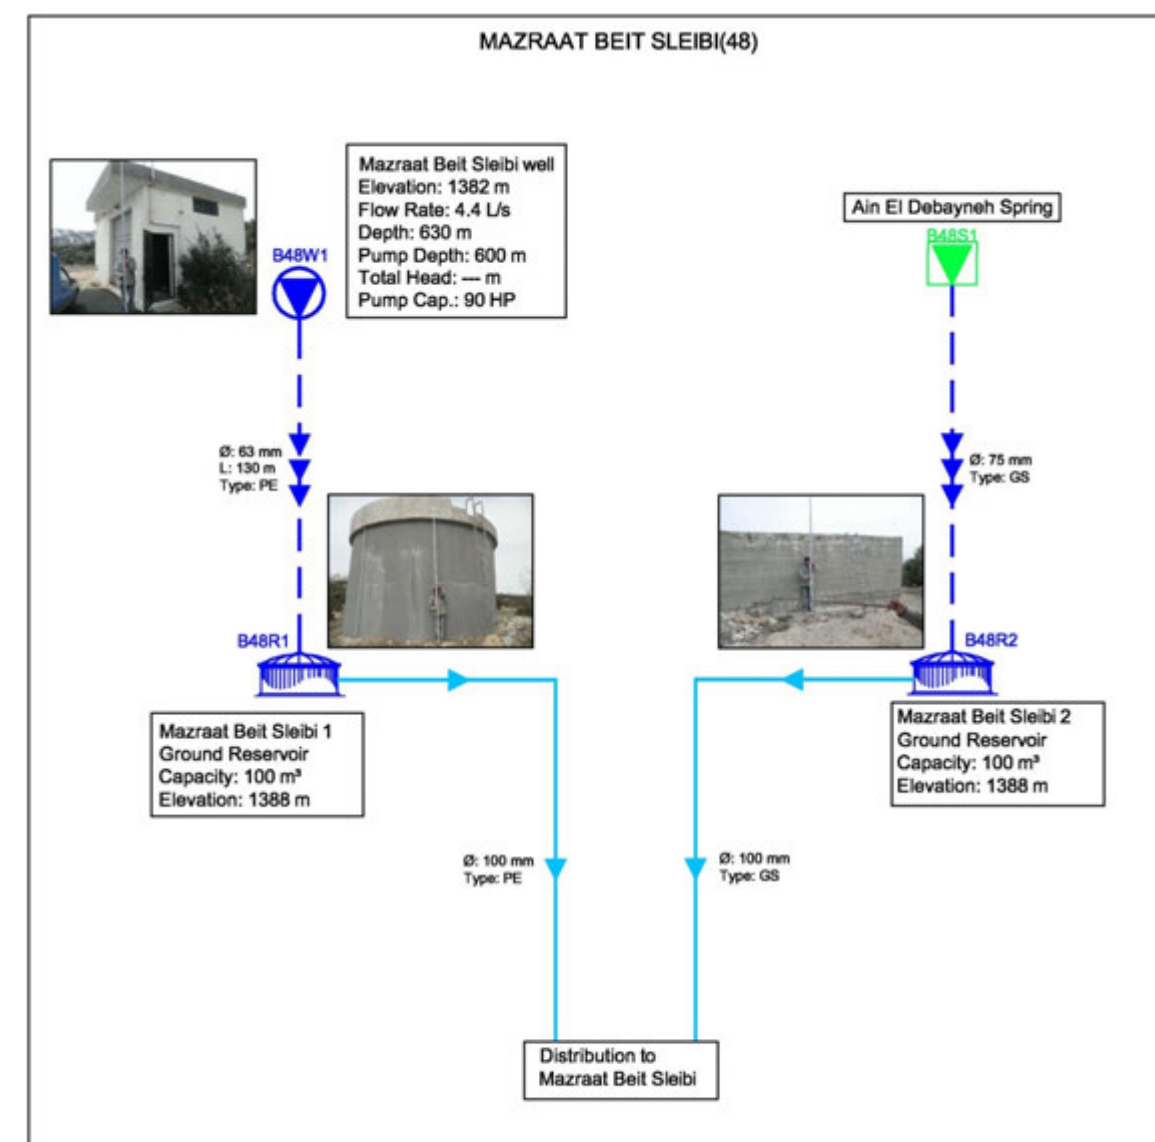 MAZRAAT BEIT SLEIBI(48)
Mazraat Beit Sleibi well
Elevation: 1382 m
Flow Rate: 4.4 L/s
Depth: 630 m
Pump Depth: 600 m
Total Head: --- m
Pump Cap.: 90 HP
B48W1
Ain El Debayneh Spring
B48S1
Ø: 63 mm
L: 130 m
Type: PE
Ø: 75 mm
Type: GS
B48R1
B48R2
Mazraat Beit Sleibi 1
Ground Reservoir
Capacity: 100 m³
Elevation: 1388 m
Mazraat Beit Sleibi 2
Ground Reservoir
Capacity: 100 m³
Elevation: 1388 m
Ø: 100 mm
Type: PE
Ø: 100 mm
Type: GS
Distribution to
Mazraat Beit Sleibi